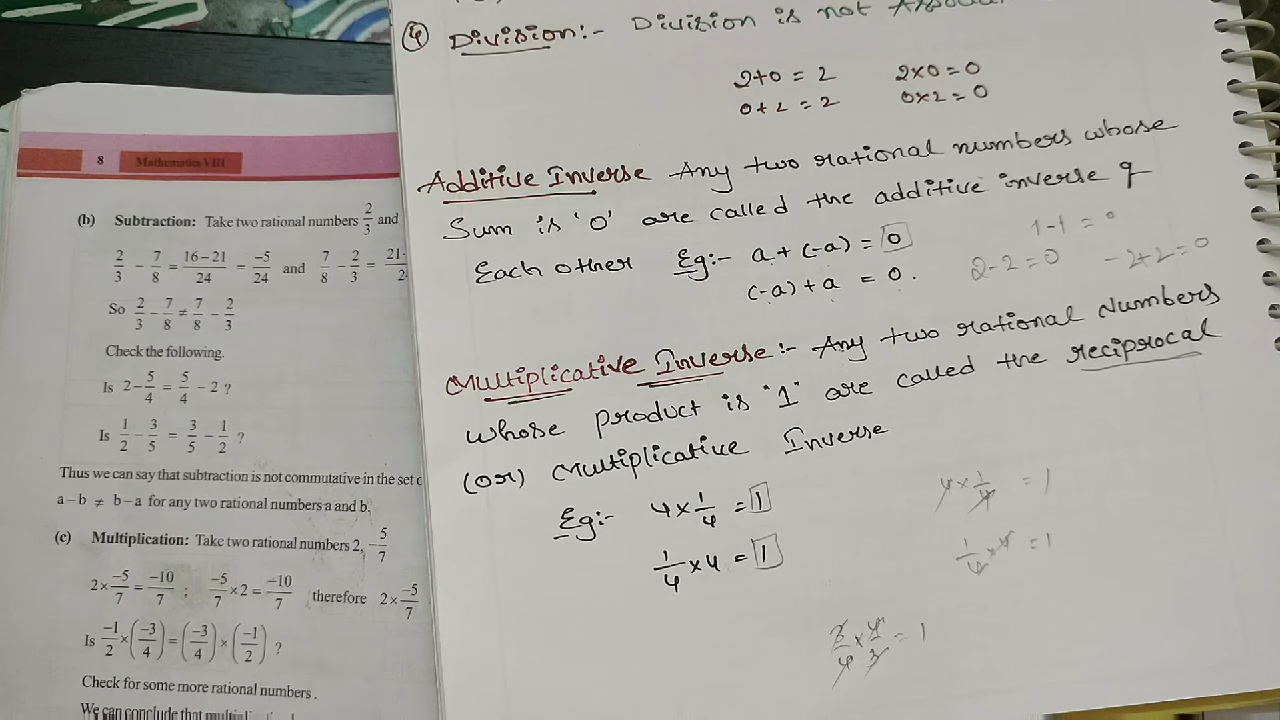 8 Mathematics VIII
(b) Subtraction: Take two rational numbers 2/3 and
2/3 - 7/8 = 16-21/24 = -5/24 and 7/8 - 2/3 = 21-
So 2/3 - 7/8 ≠ 7/8 - 2/3
Check the following.
Is 2 - 5/4 = 5/4 - 2 ?
Is 1/2 - 3/5 = 3/5 - 1/2 ?
Thus we can say that subtraction is not commutative in the set
a - b ≠ b - a for any two rational numbers a and b.
(c) Multiplication: Take two rational numbers 2, -5/7
2 × -5/7 = -10/7 ; -5/7 × 2 = -10/7 therefore 2 × -5/7
Is -1/2 × (-3/4) = (-3/4) × (-1/2) ?
Check for some more rational numbers.
We can conclude that
④ Division:- Division is not
2+0 = 2 2×0=0
0+2 = 2 0×2=0
Additive Inverse Any two rational numbers whose
Sum is '0' are called the additive inverse of
Each other Eg:- a + (-a) = 0
(-a) + a = 0.
1-1 = 0
2-2=0 -2+2=0
Multiplicative Inverse:- Any two rational Numbers
whose product is "1" are called the reciprocal
(or) Multiplicative Inverse
Eg:- 4 × 1/4 = 1
1/4 × 4 = 1
4 × 1/4 = 1
1/4 × 4 = 1
3/4 × 4/3 = 1